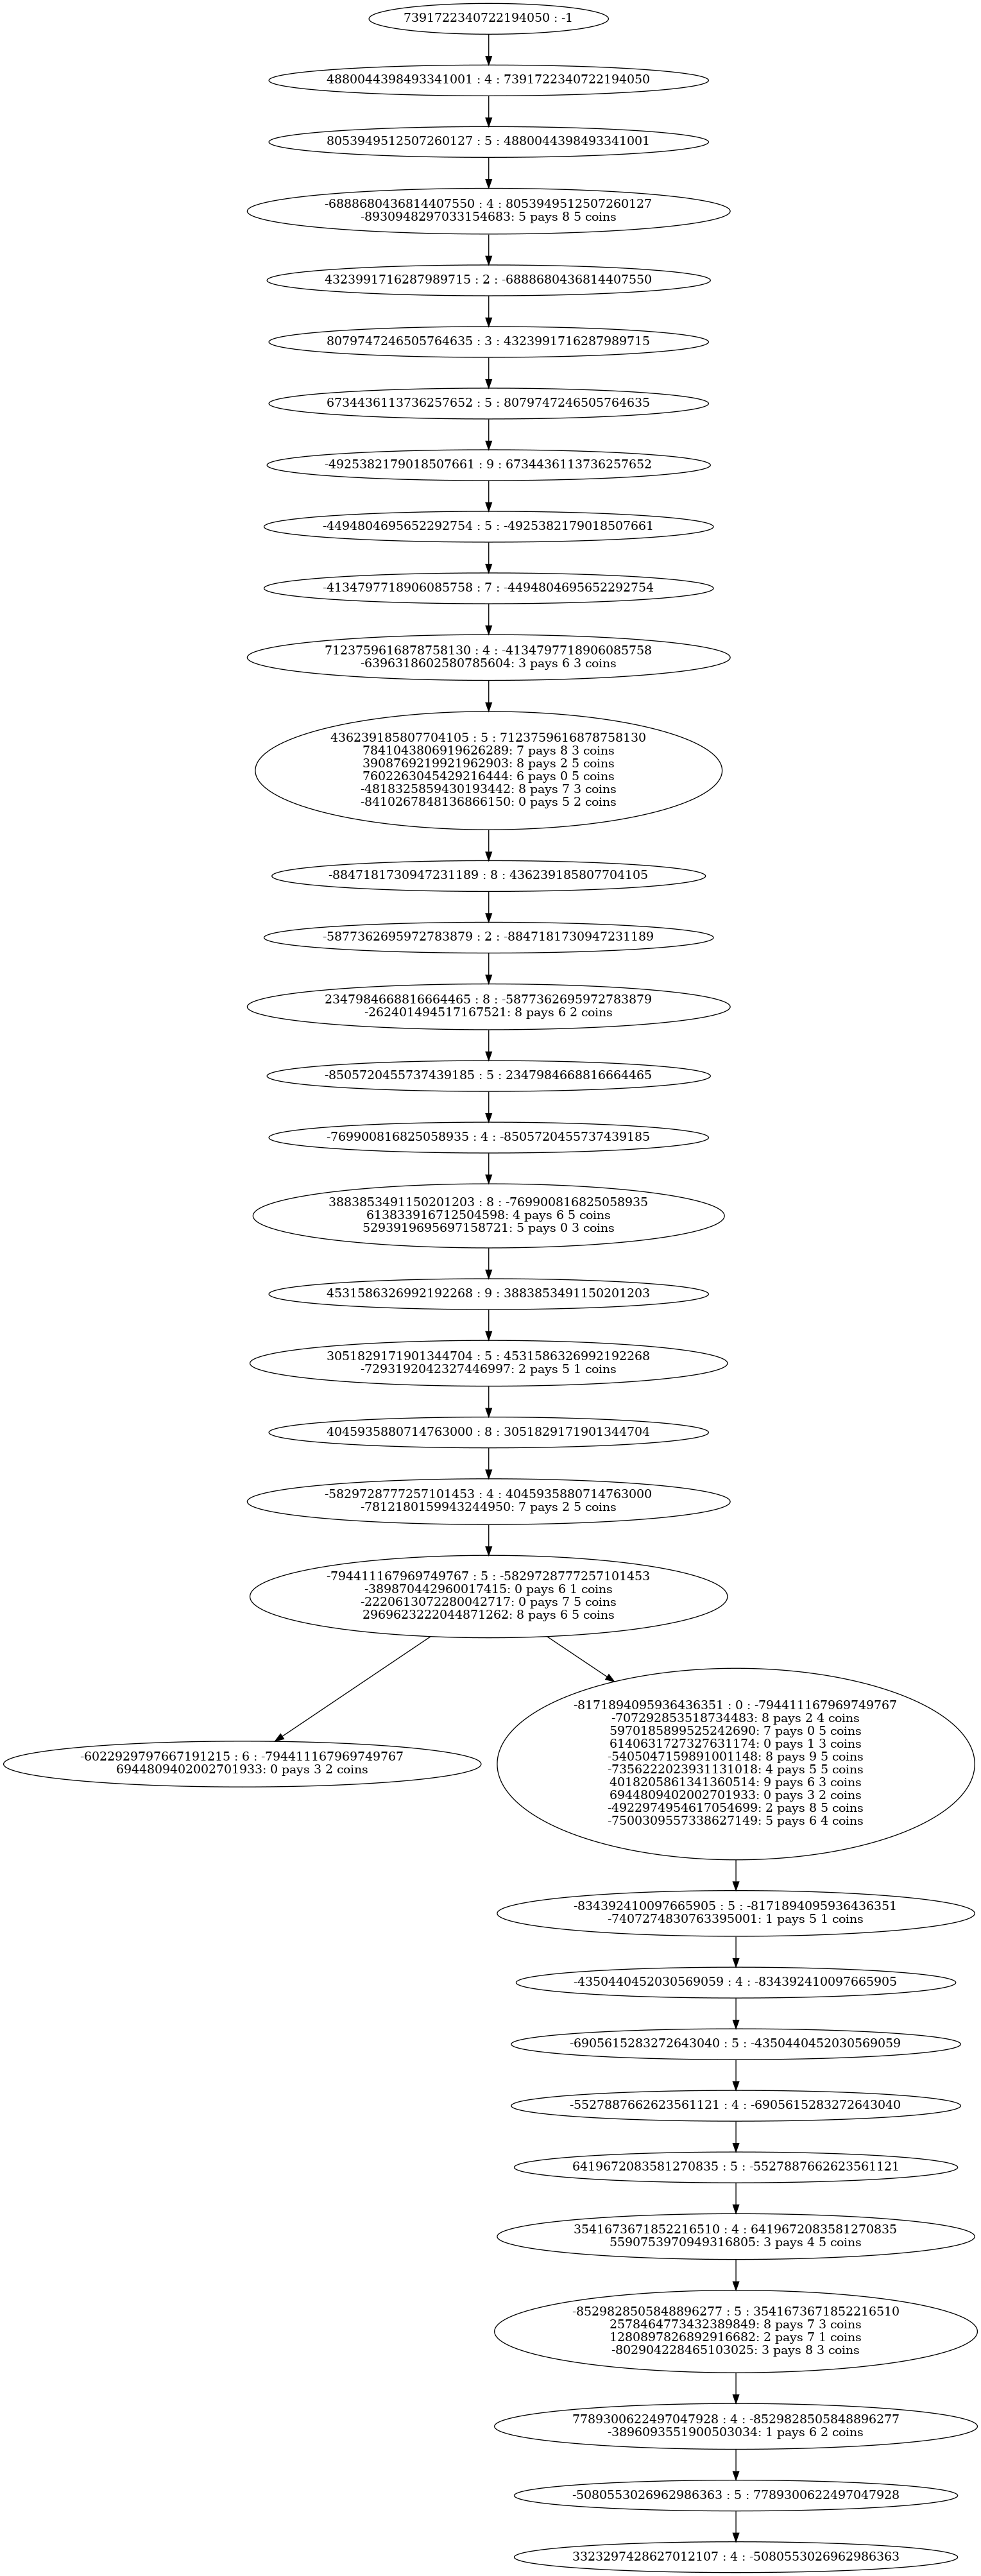 7391722340722194050 : -1
4880044398493341001 : 4 : 7391722340722194050
8053949512507260127 : 5 : 4880044398493341001
-6888680436814407550 : 4 : 8053949512507260127
-8930948297033154683: 5 pays 8 5 coins
4323991716287989715 : 2 : -6888680436814407550
8079747246505764635 : 3 : 4323991716287989715
6734436113736257652 : 5 : 8079747246505764635
-4925382179018507661 : 9 : 6734436113736257652
-4494804695652292754 : 5 : -4925382179018507661
-4134797718906085758 : 7 : -4494804695652292754
7123759616878758130 : 4 : -4134797718906085758
-6396318602580785604: 3 pays 6 3 coins
436239185807704105 : 5 : 7123759616878758130
7841043806919626289: 7 pays 8 3 coins
3908769219921962903: 8 pays 2 5 coins
7602263045429216444: 6 pays 0 5 coins
-4818325859430193442: 8 pays 7 3 coins
-8410267848136866150: 0 pays 5 2 coins
-8847181730947231189 : 8 : 436239185807704105
-5877362695972783879 : 2 : -8847181730947231189
2347984668816664465 : 8 : -5877362695972783879
-262401494517167521: 8 pays 6 2 coins
-8505720455737439185 : 5 : 2347984668816664465
-769900816825058935 : 4 : -8505720455737439185
3883853491150201203 : 8 : -769900816825058935
613833916712504598: 4 pays 6 5 coins
5293919695697158721: 5 pays 0 3 coins
4531586326992192268 : 9 : 3883853491150201203
3051829171901344704 : 5 : 4531586326992192268
-7293192042327446997: 2 pays 5 1 coins
4045935880714763000 : 8 : 3051829171901344704
-5829728777257101453 : 4 : 4045935880714763000
-7812180159943244950: 7 pays 2 5 coins
-794411167969749767 : 5 : -5829728777257101453
-389870442960017415: 0 pays 6 1 coins
-2220613072280042717: 0 pays 7 5 coins
2969623222044871262: 8 pays 6 5 coins
-6022929797667191215 : 6 : -794411167969749767
6944809402002701933: 0 pays 3 2 coins
-8171894095936436351 : 0 : -794411167969749767
-707292853518734483: 8 pays 2 4 coins
5970185899525242690: 7 pays 0 5 coins
6140631727327631174: 0 pays 1 3 coins
-5405047159891001148: 8 pays 9 5 coins
-7356222023931131018: 4 pays 5 5 coins
4018205861341360514: 9 pays 6 3 coins
6944809402002701933: 0 pays 3 2 coins
-4922974954617054699: 2 pays 8 5 coins
-7500309557338627149: 5 pays 6 4 coins
-834392410097665905 : 5 : -8171894095936436351
-7407274830763395001: 1 pays 5 1 coins
-4350440452030569059 : 4 : -834392410097665905
-6905615283272643040 : 5 : -4350440452030569059
-5527887662623561121 : 4 : -6905615283272643040
6419672083581270835 : 5 : -5527887662623561121
3541673671852216510 : 4 : 6419672083581270835
5590753970949316805: 3 pays 4 5 coins
-8529828505848896277 : 5 : 3541673671852216510
2578464773432389849: 8 pays 7 3 coins
1280897826892916682: 2 pays 7 1 coins
-802904228465103025: 3 pays 8 3 coins
7789300622497047928 : 4 : -8529828505848896277
-3896093551900503034: 1 pays 6 2 coins
-5080553026962986363 : 5 : 7789300622497047928
3323297428627012107 : 4 : -5080553026962986363